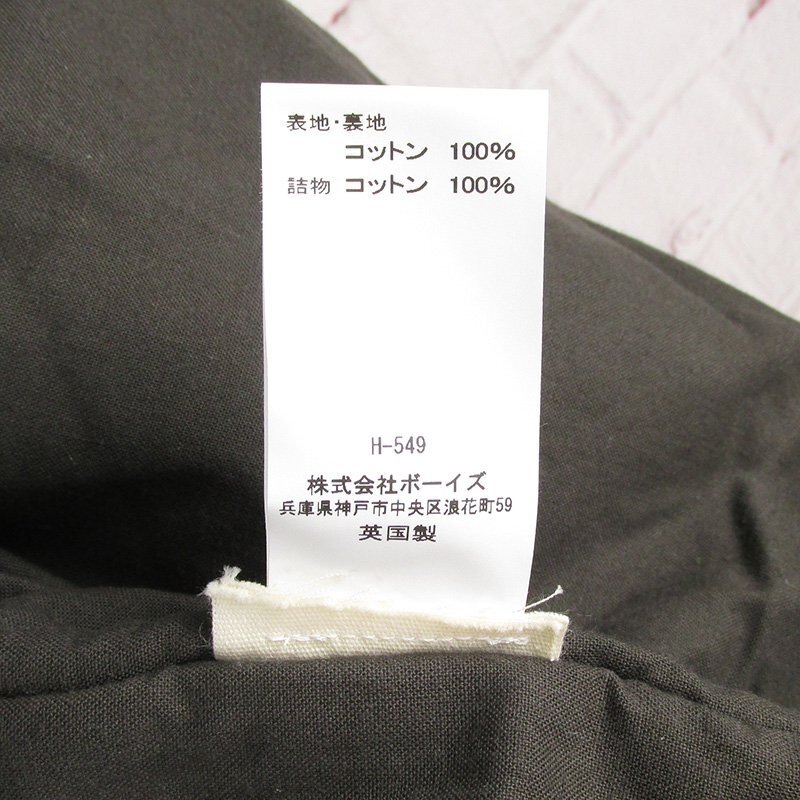 表地・裏地
コットン 100%
詰物 コットン 100%
H-549
株式会社ボーイズ
兵庫県神戸市中央区浪花町59
英国製